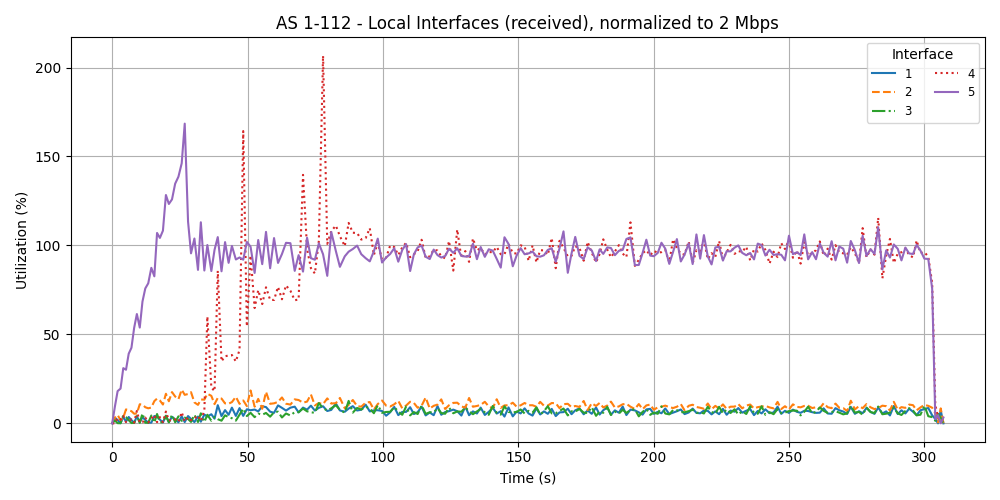 AS 1-112 - Local Interfaces (received), normalized to 2 Mbps
Utilization (%)
200
150
100
50
0
0 50 100 150 200 250 300
Time (s)
Interface
1 4
2 5
3